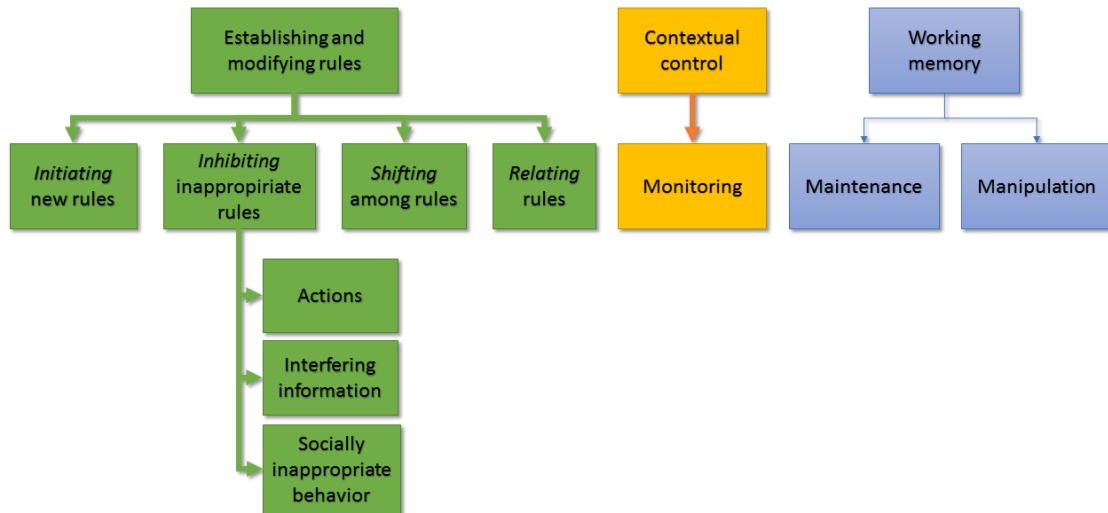 Establishing and
modifying rules
Contextual
control
Working
memory
Initiating
new rules
Inhibiting
inappropiriate
rules
Shifting
among rules
Relating
rules
Monitoring
Maintenance
Manipulation
Actions
Interfering
information
Socially
inappropriate
behavior